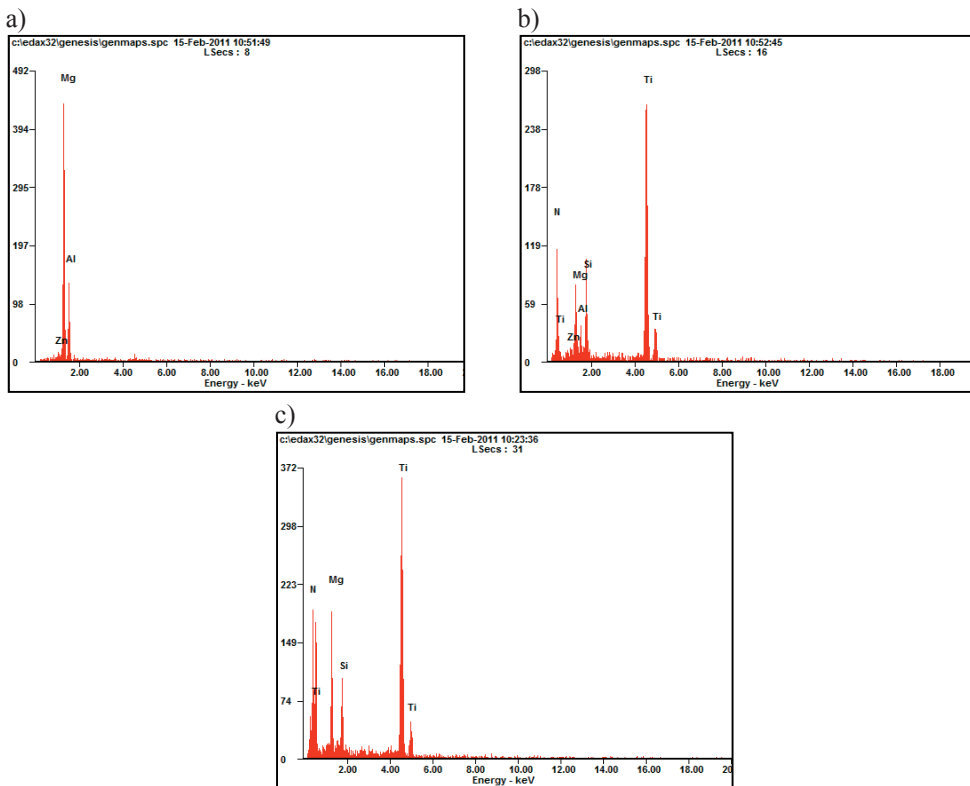 a)
c:\edax32\genesis\genmaps.spc 15-Feb-2011 10:51:49
LSecs : 8
492
Mg
394
295
Al
197
98
Zn
0
2.00 4.00 6.00 8.00 10.00 12.00 14.00 16.00 18.00
Energy - keV
b)
c:\edax32\genesis\genmaps.spc 15-Feb-2011 10:52:45
LSecs : 16
298
Ti
238
178
N
119
Si
Mg
59
Ti Al Ti
Zn
0
2.00 4.00 6.00 8.00 10.00 12.00 14.00 16.00 18.00
Energy - keV
c)
c:\edax32\genesis\genmaps.spc 15-Feb-2011 10:23:36
LSecs : 31
372
Ti
298
223
Mg
N
149
Si
74
Ti
Ti
0
2.00 4.00 6.00 8.00 10.00 12.00 14.00 16.00 18.00 20
Energy - keV